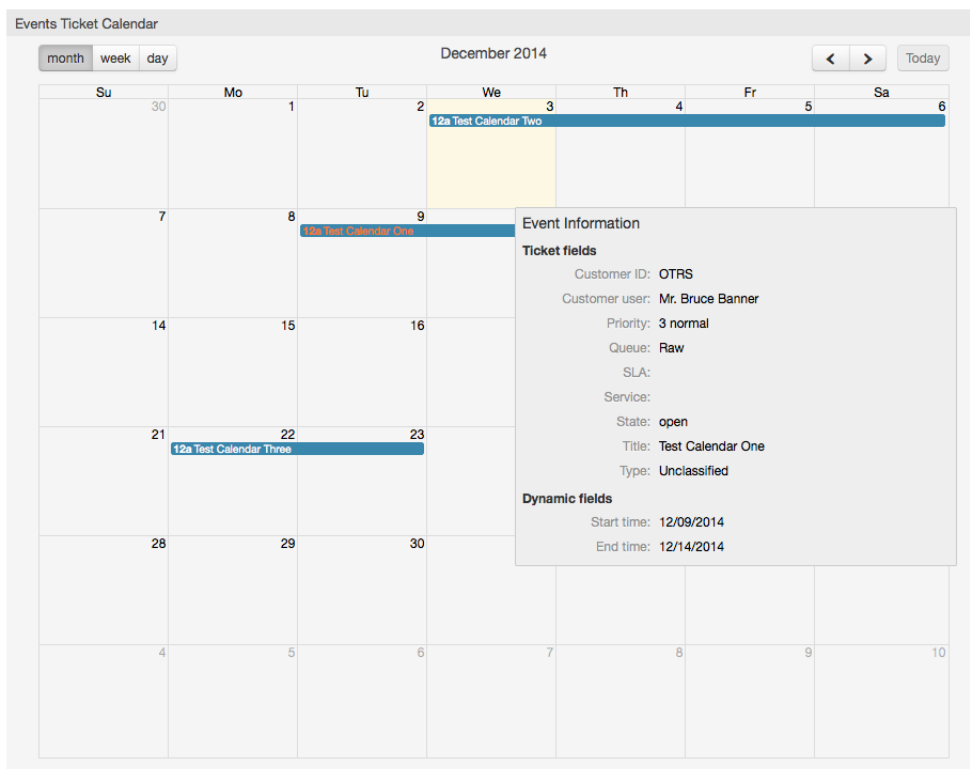 Events Ticket Calendar
month week day December 2014 < > Today
Su Mo Tu We Th Fr Sa
30 1 2 3 4 5 6
12a Test Calendar Two
7 8 9
12a Test Calendar One
Event Information
Ticket fields
Customer ID: OTRS
Customer user: Mr. Bruce Banner
Priority: 3 normal
Queue: Raw
SLA:
Service:
State: open
Title: Test Calendar One
Type: Unclassified
Dynamic fields
Start time: 12/09/2014
End time: 12/14/2014
14 15 16
21 22 23
12a Test Calendar Three
28 29 30
4 5 6 7 8 9 10